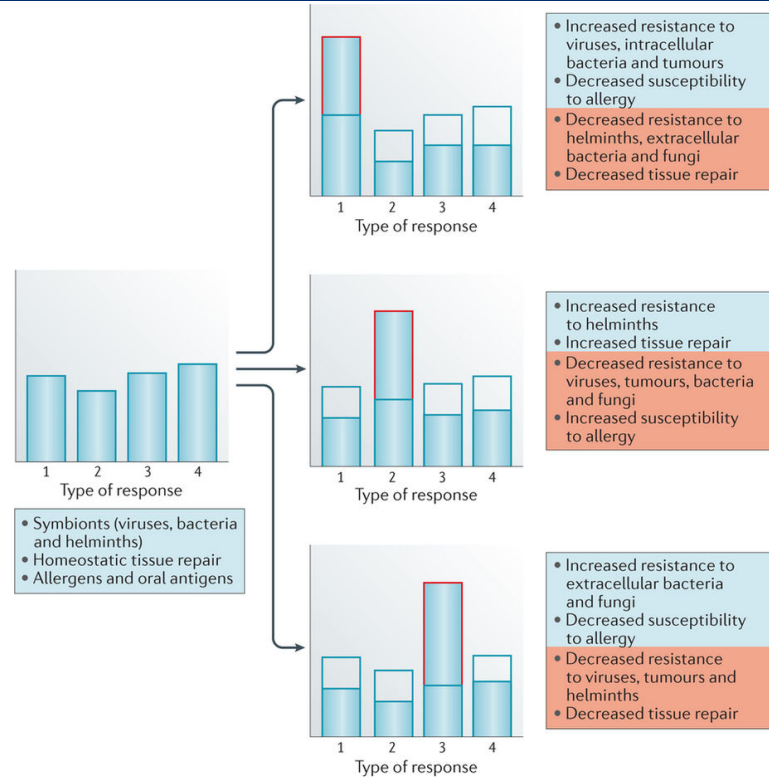 1 2 3 4
Type of response
• Increased resistance to
viruses, intracellular
bacteria and tumours
• Decreased susceptibility
to allergy
• Decreased resistance to
helminths, extracellular
bacteria and fungi
• Decreased tissue repair
1 2 3 4
Type of response
• Symbionts (viruses, bacteria
and helminths)
• Homeostatic tissue repair
• Allergens and oral antigens
1 2 3 4
Type of response
• Increased resistance
to helminths
• Increased tissue repair
• Decreased resistance to
viruses, tumours, bacteria
and fungi
• Increased susceptibility
to allergy
1 2 3 4
Type of response
• Increased resistance to
extracellular bacteria
and fungi
• Decreased susceptibility
to allergy
• Decreased resistance
to viruses, tumours and
helminths
• Decreased tissue repair